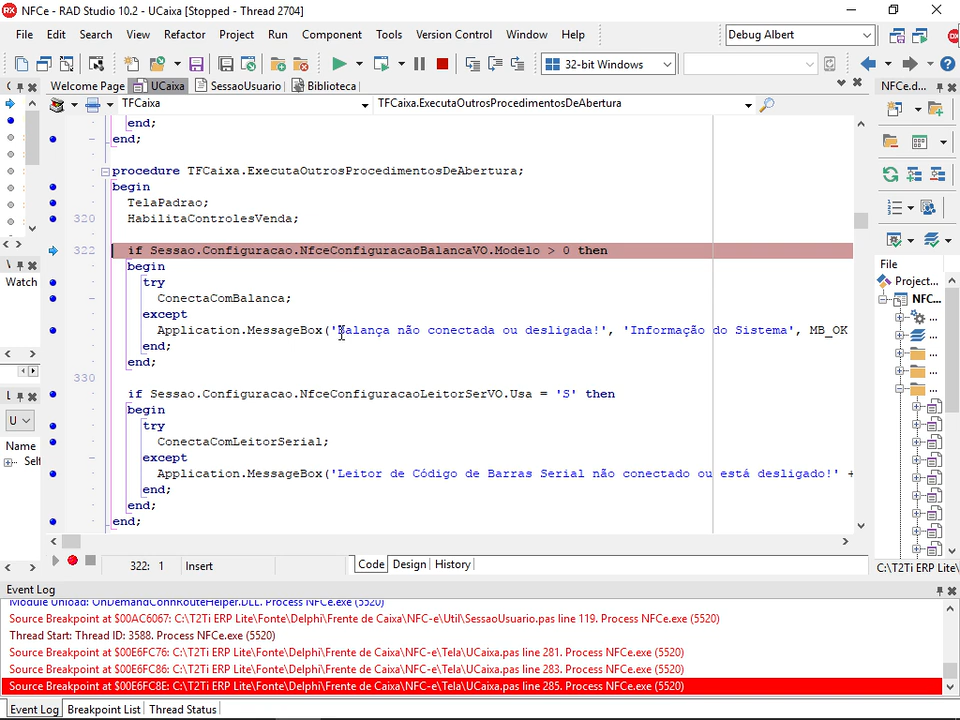 NFCe - RAD Studio 10.2 - UCaixa [Stopped - Thread 2704]
File Edit Search View Refactor Project Run Component Tools Version Control Window Help
Debug Albert
32-bit Windows
Welcome Page UCaixa SessaoUsuario Biblioteca
NFCe.d...
TFCaixa TFCaixa.ExecutaOutrosProcedimentosDeAbertura
end;
end;
procedure TFCaixa.ExecutaOutrosProcedimentosDeAbertura;
begin
TelaPadrao;
320 HabilitaControlesVenda;
322 if Sessao.Configuracao.NfceConfiguracaoBalancaVO.Modelo > 0 then
begin
try
ConectaComBalanca;
except
Application.MessageBox('Balança não conectada ou desligada!', 'Informação do Sistema', MB_OK
end;
end;
330
if Sessao.Configuracao.NfceConfiguracaoLeitorSerVO.Usa = 'S' then
begin
try
ConectaComLeitorSerial;
except
Application.MessageBox('Leitor de Código de Barras Serial não conectado ou está desligado!' +
end;
end;
end;
Watch
Name
Self
File
Project...
NFC...
322: 1 Insert
Code Design History
C:\T2Ti ERP Lite\
Event Log
Module Unload: OnDemandConnRouteHelper.DLL. Process NFCe.exe (5520)
Source Breakpoint at $00AC6067: C:\T2Ti ERP Lite\Fonte\Delphi\Frente de Caixa\NFC-e\Util\SessaoUsuario.pas line 119. Process NFCe.exe (5520)
Thread Start: Thread ID: 3588. Process NFCe.exe (5520)
Source Breakpoint at $00E6FC76: C:\T2Ti ERP Lite\Fonte\Delphi\Frente de Caixa\NFC-e\Tela\UCaixa.pas line 281. Process NFCe.exe (5520)
Source Breakpoint at $00E6FC86: C:\T2Ti ERP Lite\Fonte\Delphi\Frente de Caixa\NFC-e\Tela\UCaixa.pas line 283. Process NFCe.exe (5520)
Source Breakpoint at $00E6FC8E: C:\T2Ti ERP Lite\Fonte\Delphi\Frente de Caixa\NFC-e\Tela\UCaixa.pas line 285. Process NFCe.exe (5520)
Event Log Breakpoint List Thread Status